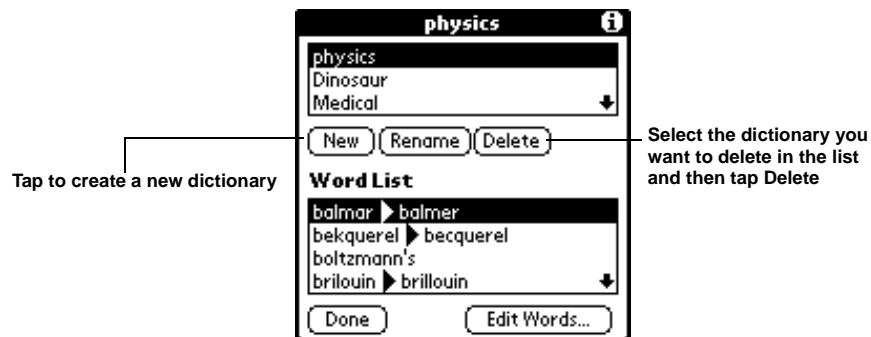 physics
physics
Dinosaur
Medical
New Rename Delete
Tap to create a new dictionary
Select the dictionary you
want to delete in the list
and then tap Delete
Word List
balmar balmer
bekquerel becquerel
boltzmann's
brilouin brillouin
Done Edit Words...